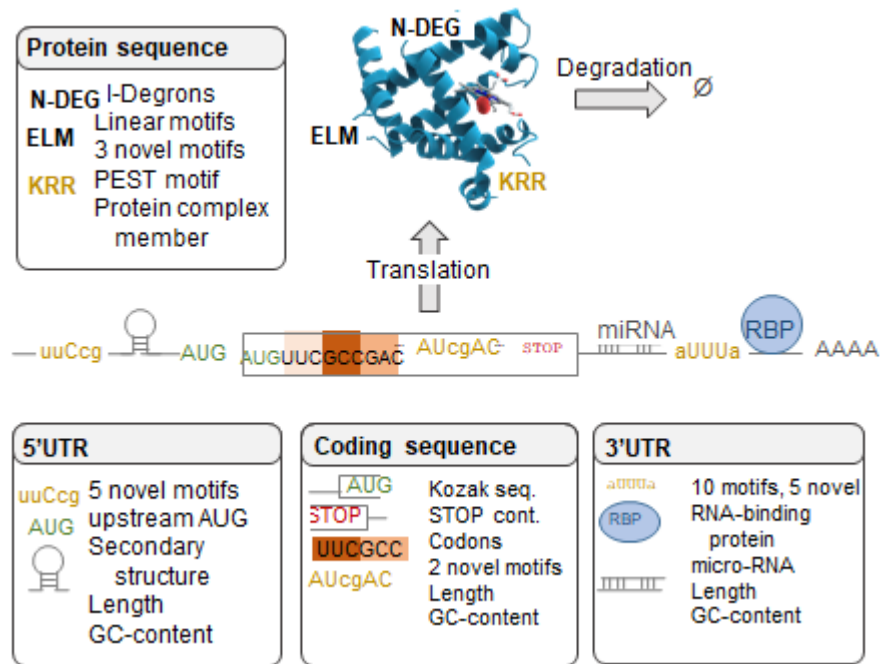 Protein sequence
N-DEG I-Degrons
ELM Linear motifs
3 novel motifs
KRR PEST motif
Protein complex
member
N-DEG
ELM
KRR
Degradation
Ø
Translation
uuCcg
AUG
AUGUUCGCCGAC
AUcgAC
STOP
miRNA
aUUUa
RBP
AAAA
5'UTR
uuCcg 5 novel motifs
AUG upstream AUG
Secondary
structure
Length
GC-content
Coding sequence
AUG Kozak seq.
STOP STOP cont.
UUCGCC Codons
AUcgAC 2 novel motifs
Length
GC-content
3'UTR
aUUUa 10 motifs, 5 novel
RBP RNA-binding
protein
micro-RNA
Length
GC-content